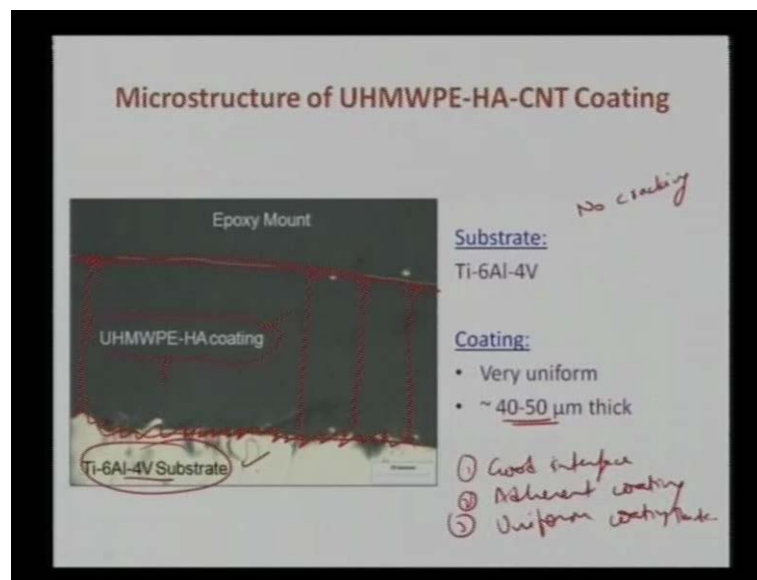 Microstructure of UHMWPE-HA-CNT Coating
No cracking
Epoxy Mount
UHMWPE-HA coating
Ti-6Al-4V Substrate
Substrate:
Ti-6Al-4V
Coating:
• Very uniform
• ~ 40-50 µm thick
① Good interface
② Adherent coating
③ Uniform coating